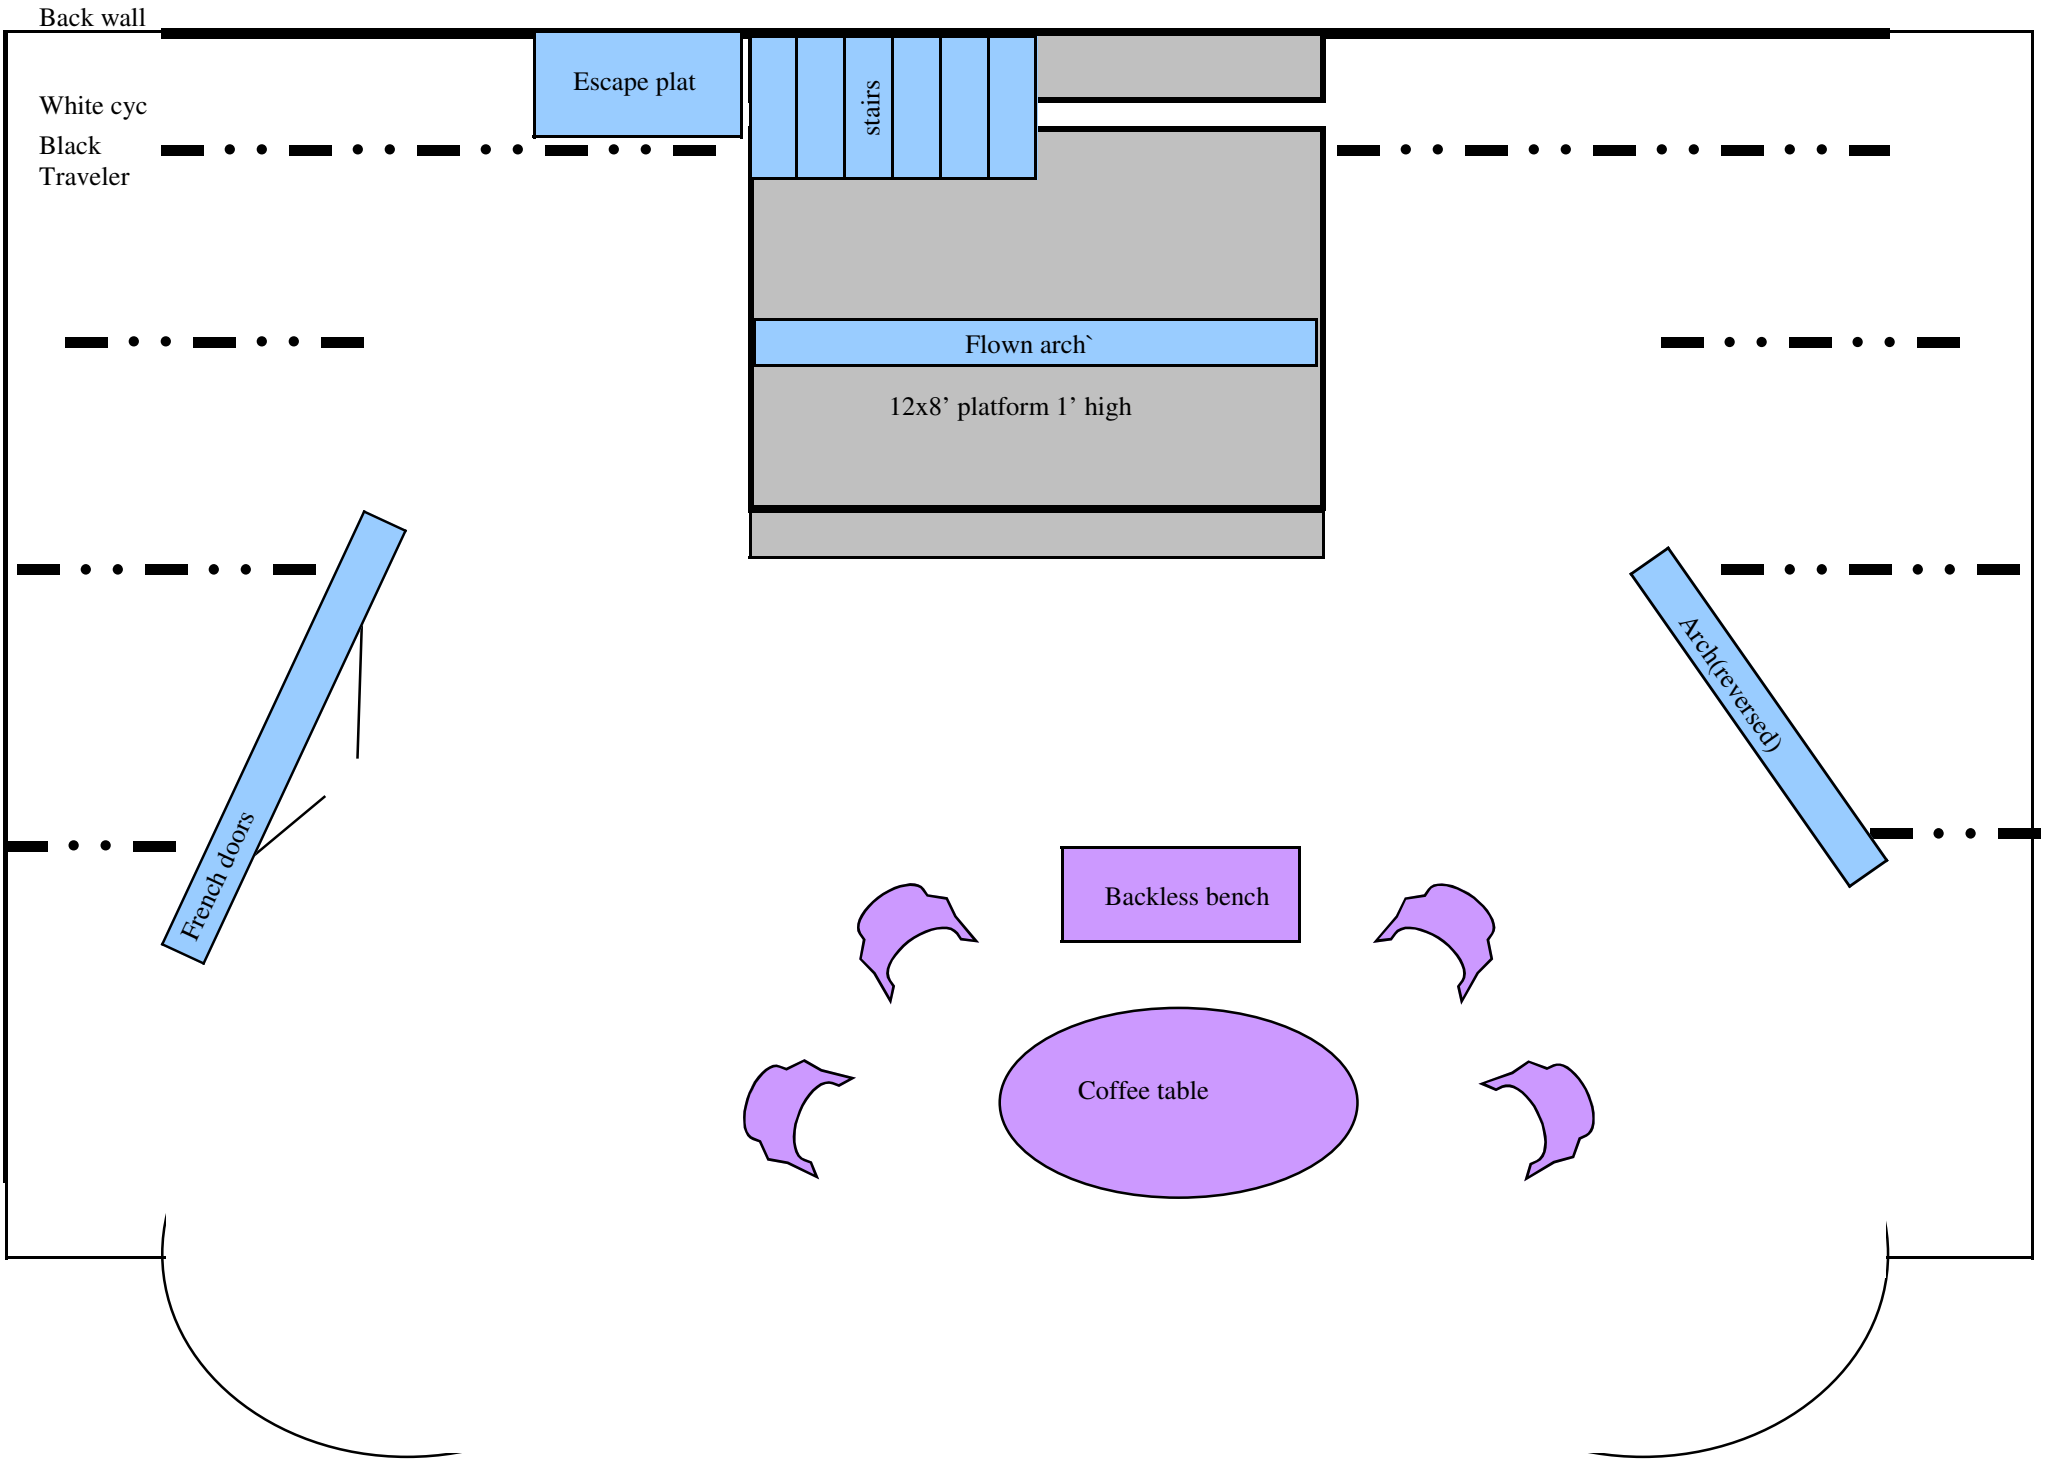 Back wall
Escape plat
stairs
White cyc
Black
Traveler
Flown arch`
12x8’ platform 1’ high
Arch(reversed)
French doors
Backless bench
Coffee table